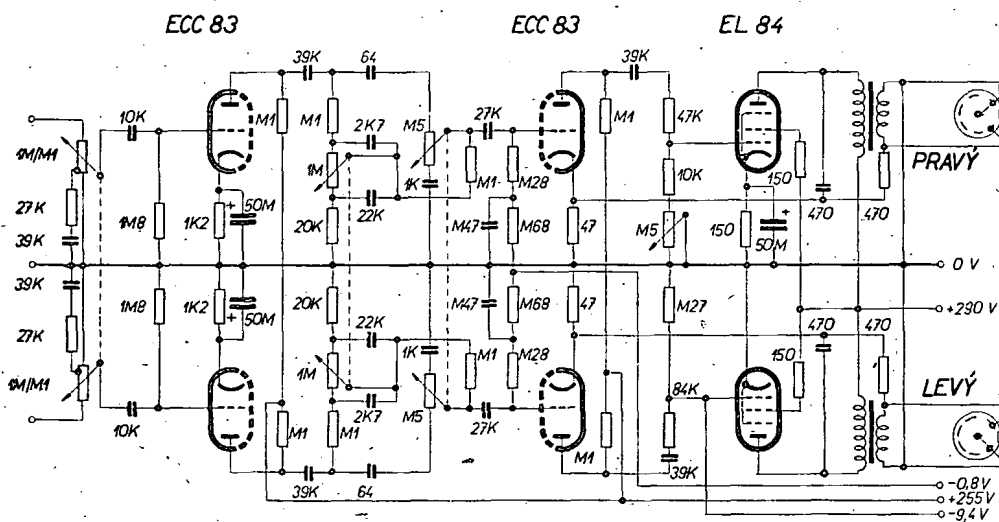 ECC 83
ECC 83
EL 84
39K
64
39K
10K
M1
M1
2K7
M5
27K
M1
47K
1M/M1
1M
1K
M1
M28
10K
150
PRAVÝ
22K
27K
1M8
1K2
50M
20K
M47
M68
47
M5
150
50M
470
470
39K
0 V
39K
1M8
1K2
50M
20K
M47
M68
47
M27
+290 V
22K
470
470
27K
1K
M1
M28
150
1M
1M/M1
2K7
M5
84K
LEVÝ
10K
M1
M1
27K
M1
39K
64
39K
-0,8V
+255V
-9,4V